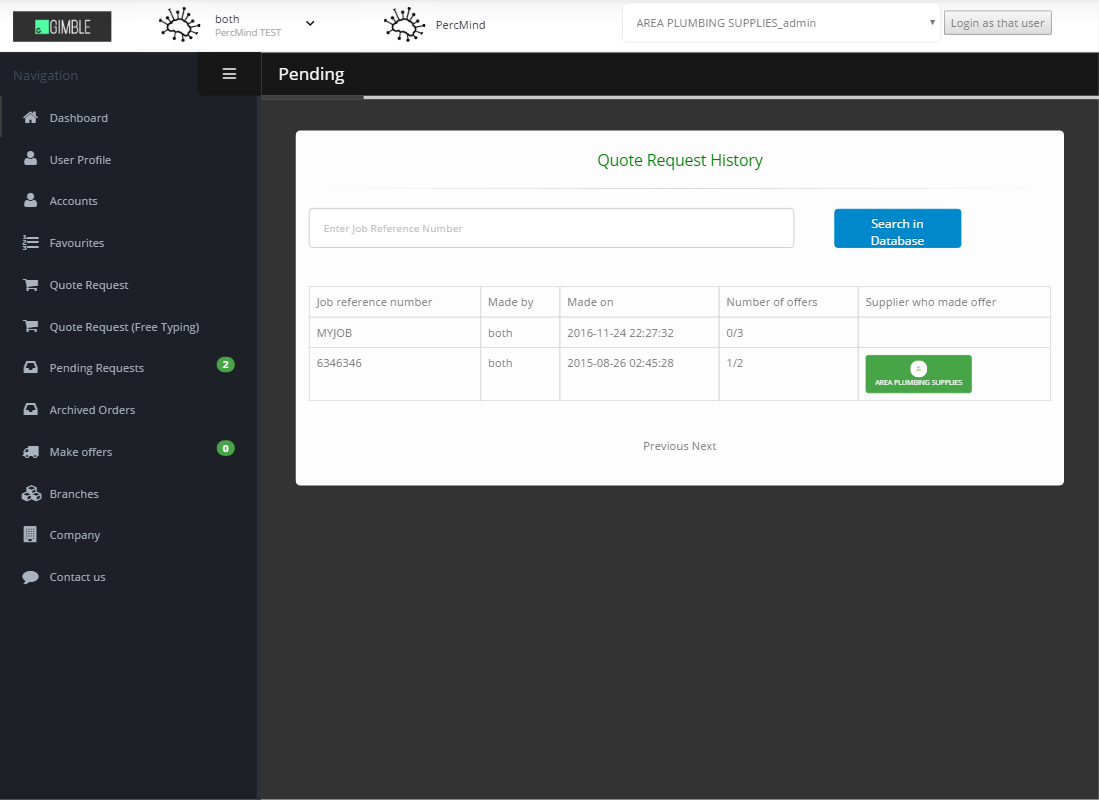 GIMBLE
both
PercMind TEST
PercMind
AREA PLUMBING SUPPLIES_admin
Login as that user
Navigation
Pending
Dashboard
User Profile
Accounts
Favourites
Quote Request
Quote Request (Free Typing)
Pending Requests 2
Archived Orders
Make offers 0
Branches
Company
Contact us
Quote Request History
Enter Job Reference Number
Search in
Database
Job reference number Made by Made on Number of offers Supplier who made offer
MYJOB both 2016-11-24 22:27:32 0/3
6346346 both 2015-08-26 02:45:28 1/2
AREA PLUMBING SUPPLIES
Previous Next